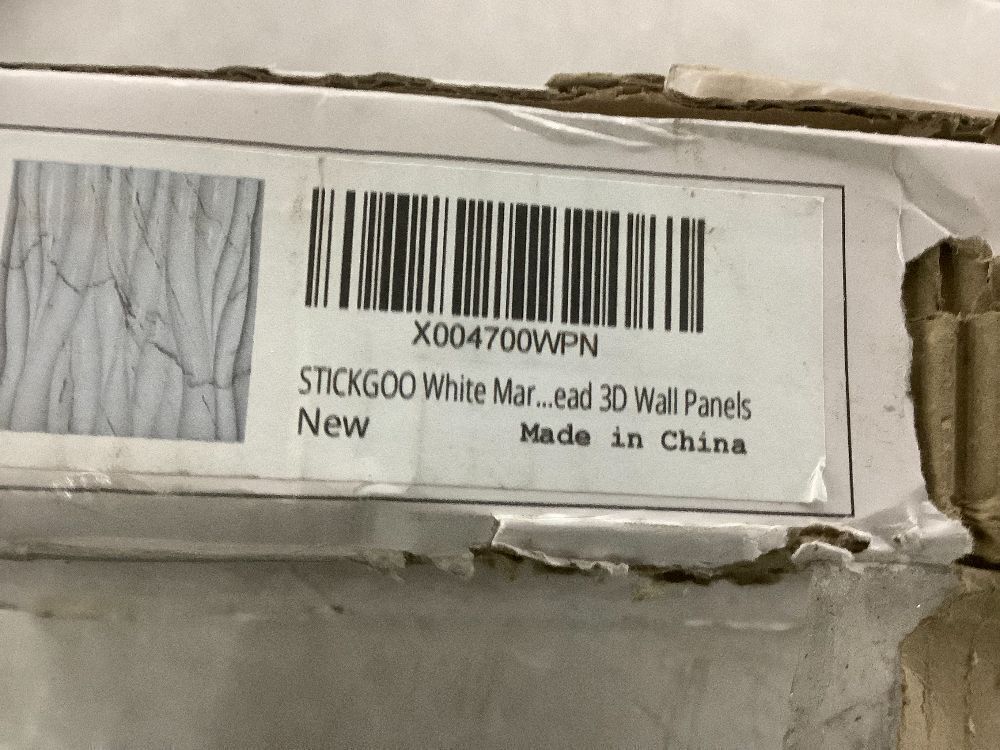 X004700WPN
STICKGOO White Mar...ead 3D Wall Panels
New
Made in China